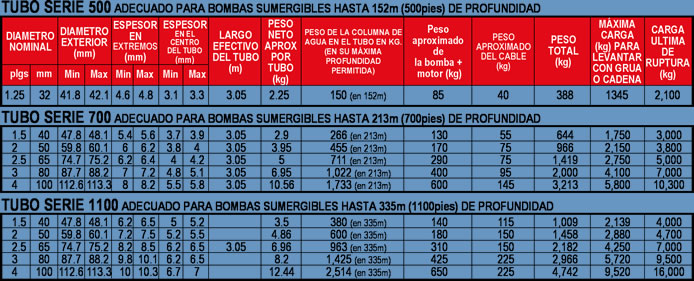 TUBO SERIE 500 ADECUADO PARA BOMBAS SUMERGIBLES HASTA 152m (500pies) DE PROFUNDIDAD
DIAMETRO NOMINAL DIAMETRO EXTERIOR (mm) ESPESOR EN EXTREMOS (mm) ESPESOR EN EL CENTRO DEL TUBO (mm) LARGO EFECTIVO DEL TUBO (m) PESO NETO APROX POR TUBO (kg) PESO DE LA COLUMNA DE AGUA EN EL TUBO EN KG. (EN SU MÁXIMA PROFUNDIDAD PERMITIDA) Peso aproximado de la bomba + motor (kg) PESO APROXIMADO DEL CABLE (kg) PESO TOTAL (kg) MÁXIMA CARGA (kg) PARA LEVANTAR CON GRUA O CADENA CARGA ULTIMA DE RUPTURA (kg)
plgs mm Min Max Min Max Min Max
1.25 32 41.8 42.1 4.6 4.8 3.1 3.3 3.05 2.25 150 (en 152m) 85 40 388 1345 2,100
TUBO SERIE 700 ADECUADO PARA BOMBAS SUMERGIBLES HASTA 213m (700pies) DE PROFUNDIDAD
1.5 40 47.8 48.1 5.4 5.6 3.7 3.9 3.05 2.9 266 (en 213m) 130 55 644 1,750 3,000
2 50 59.8 60.1 6 6.2 3.8 4 3.05 3.95 455 (en 213m) 170 75 966 2,150 3,800
2.5 65 74.7 75.2 6.2 6.4 4 4.2 3.05 5 711 (en 213m) 290 75 1,419 2,750 5,000
3 80 87.7 88.2 7 7.2 4.8 5.1 3.05 6.95 1,022 (en 213m) 400 95 2,000 4,100 7,000
4 100 112.6 113.3 8 8.2 5.5 5.8 3.05 10.56 1,733 (en 213m) 600 145 3,213 5,800 10,300
TUBO SERIE 1100 ADECUADO PARA BOMBAS SUMERGIBLES HASTA 335m (1100pies) DE PROFUNDIDAD
1.5 40 47.8 48.1 6.2 6.5 5 5.2 3.5 380 (en 335m) 140 115 1,009 2,139 4,000
2 50 59.8 60.1 7.2 7.5 5.2 5.5 4.86 600 (en 335m) 180 150 1,458 2,880 4,700
2.5 65 74.7 75.2 8.2 8.5 6.2 6.5 3.05 6.96 963 (en 335m) 310 150 2,182 4,250 7,000
3 80 87.7 88.2 9.8 10.1 6.2 6.5 8.2 1,425 (en 335m) 425 225 2,966 5,720 9,500
4 100 112.6 113.3 10 10.3 6.7 7 12.44 2,514 (en 335m) 650 225 4,742 9,520 16,000